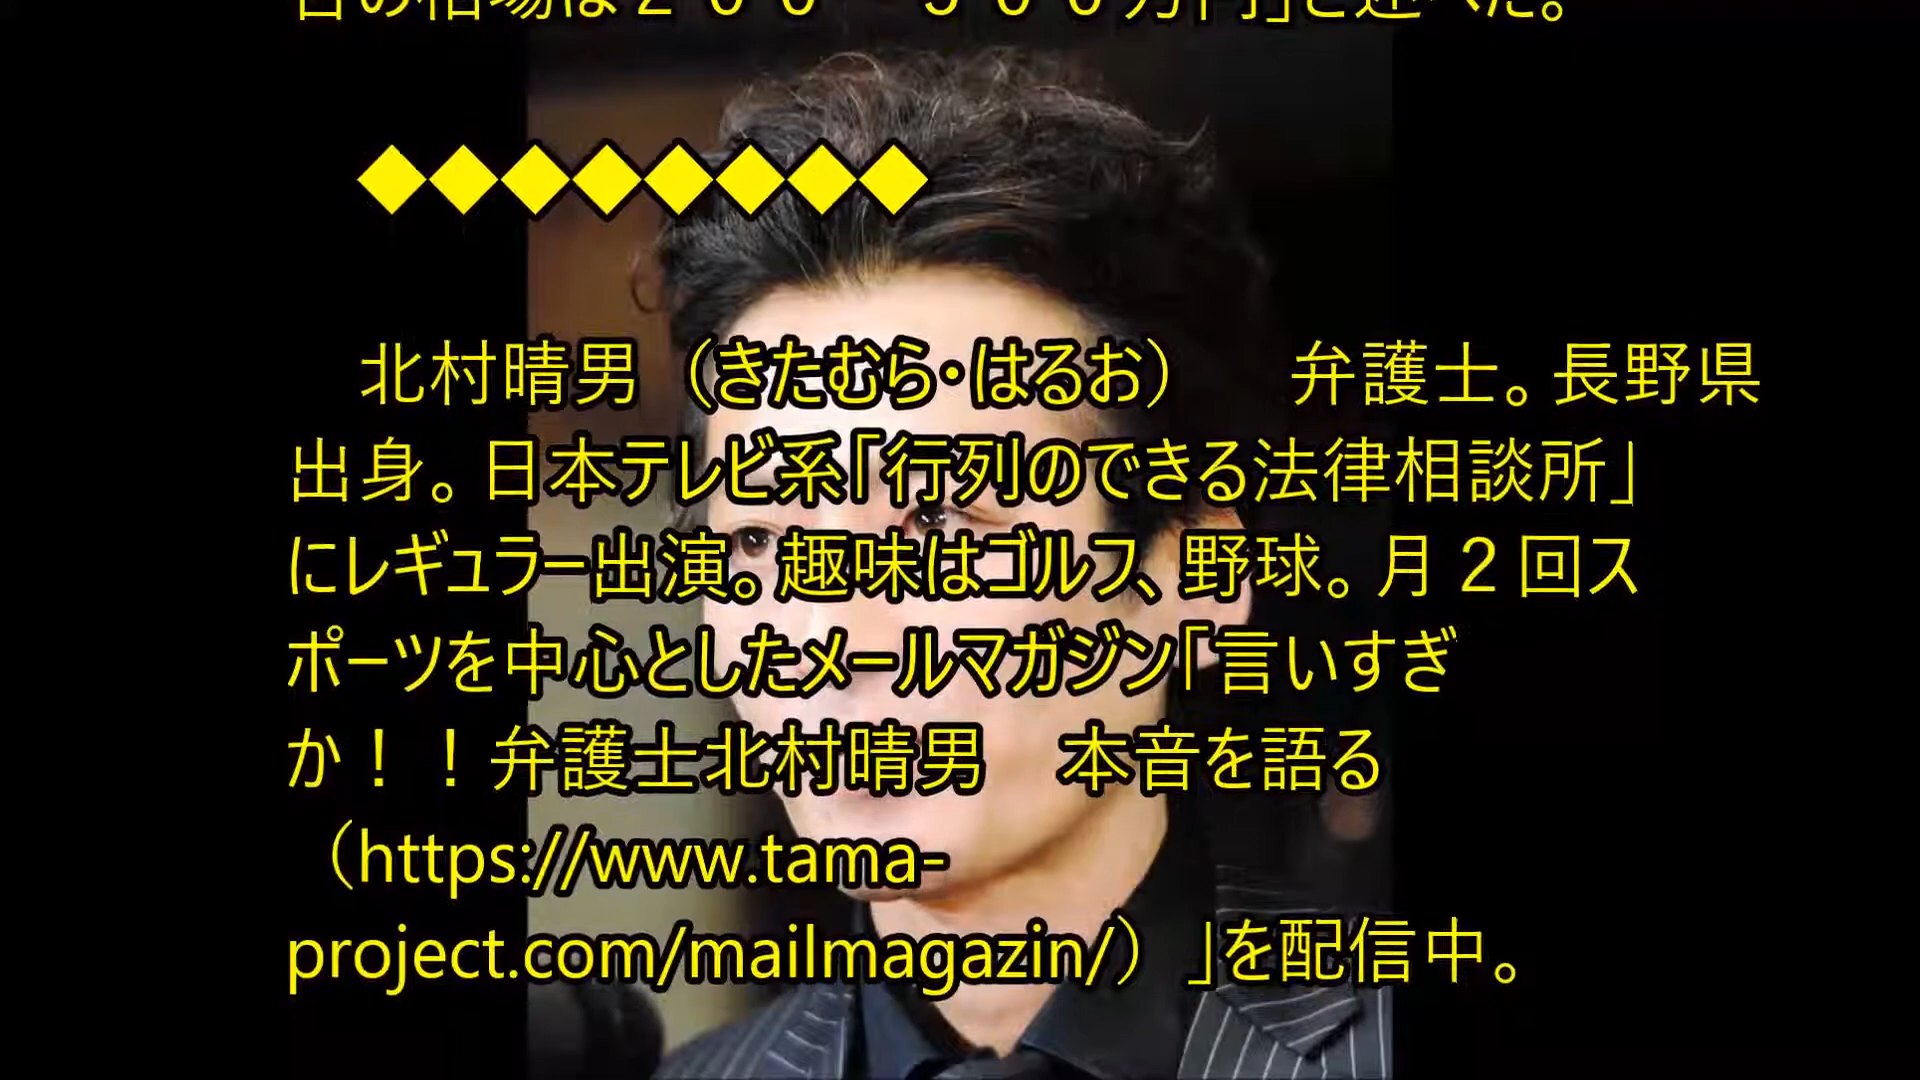 ◆◆◆◆◆◆◆◆
北村晴男（きたむら・はるお）　弁護士。長野県
出身。日本テレビ系「行列のできる法律相談所」
にレギュラー出演。趣味はゴルフ、野球。月２回ス
ポーツを中心としたメールマガジン「言いすぎ
か！！弁護士北村晴男　本音を語る
（https://www.tama-
project.com/mailmagazin/）」を配信中。